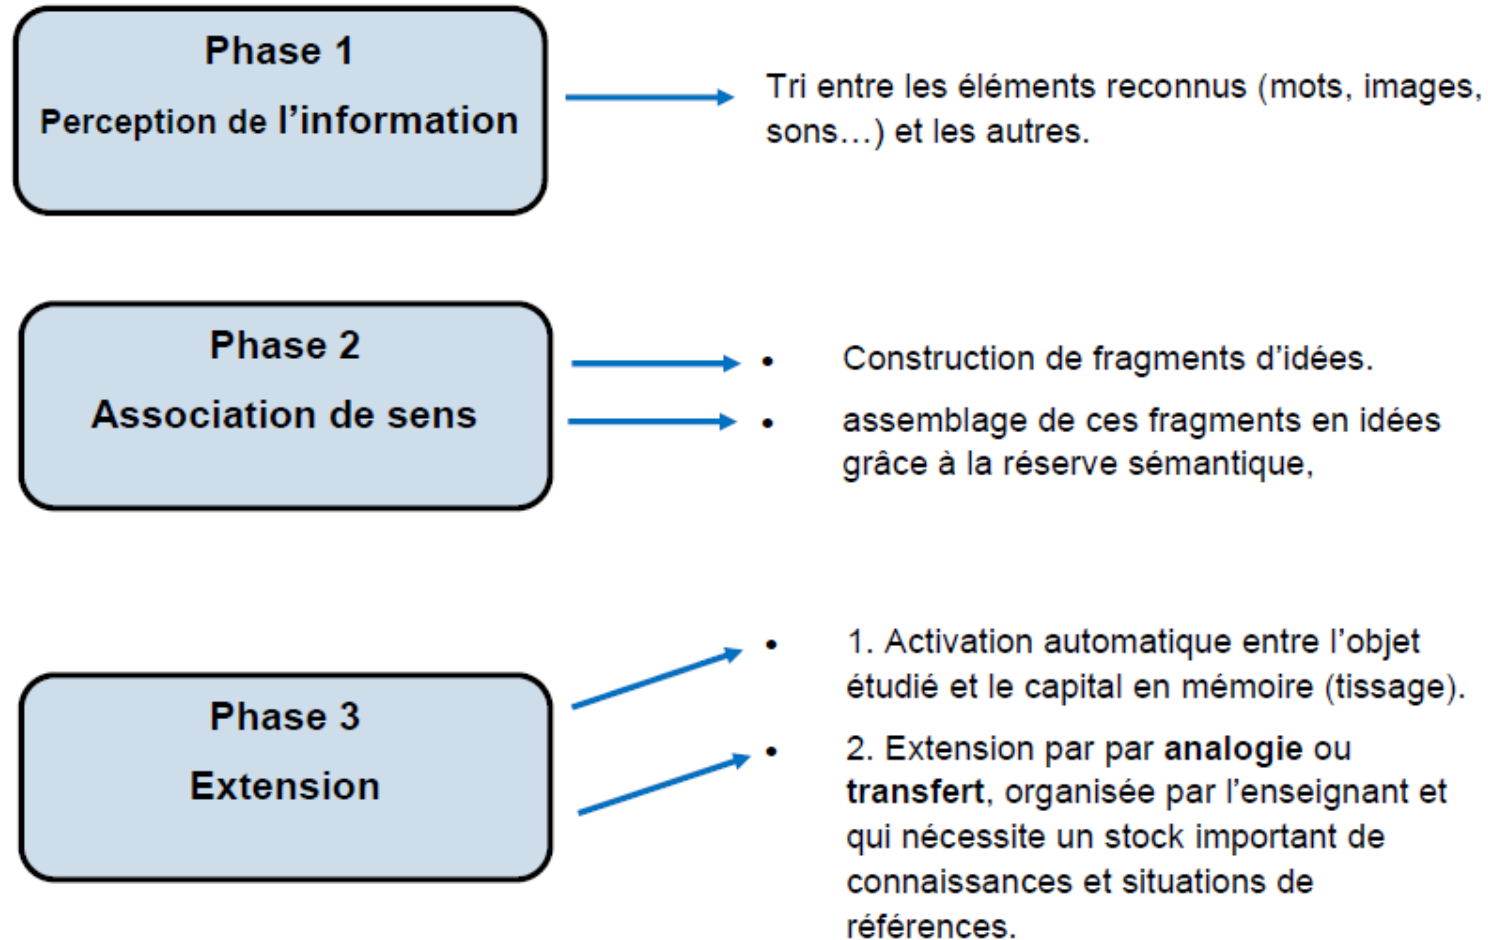 Phase 1
Perception de l'information
Tri entre les éléments reconnus (mots, images,
sons…) et les autres.
Phase 2
Association de sens
• Construction de fragments d'idées.
• assemblage de ces fragments en idées
grâce à la réserve sémantique,
Phase 3
Extension
• 1. Activation automatique entre l'objet
étudié et le capital en mémoire (tissage).
• 2. Extension par par analogie ou
transfert, organisée par l'enseignant et
qui nécessite un stock important de
connaissances et situations de
références.